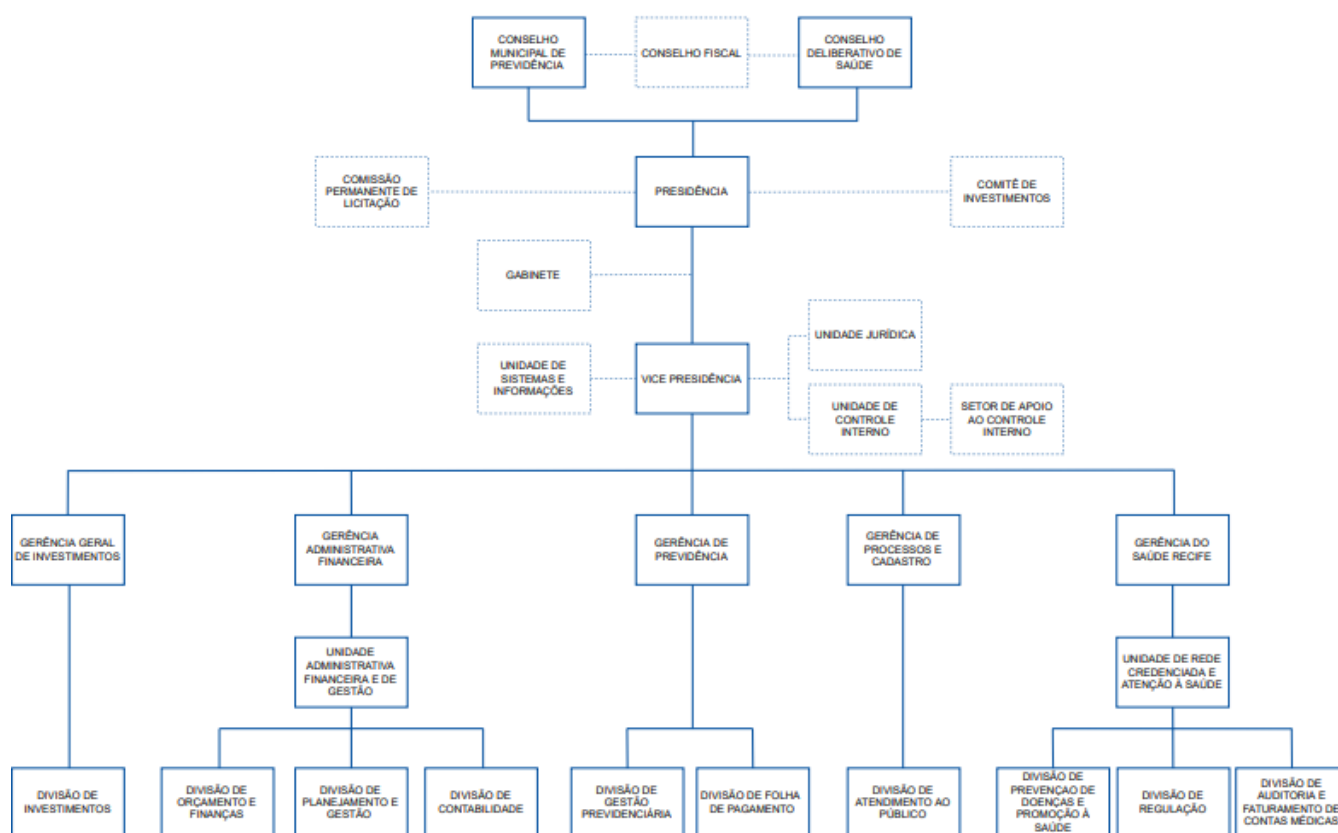 CONSELHO
MUNICIPAL DE
PREVIDÊNCIA
CONSELHO FISCAL
CONSELHO
DELIBERATIVO DE
SAÚDE
COMISSÃO
PERMANENTE DE
LICITAÇÃO
PRESIDÊNCIA
COMITÊ DE
INVESTIMENTOS
GABINETE
UNIDADE DE
SISTEMAS E
INFORMAÇÕES
VICE PRESIDÊNCIA
UNIDADE JURÍDICA
UNIDADE DE
CONTROLE
INTERNO
SETOR DE APOIO
AO CONTROLE
INTERNO
GERÊNCIA GERAL
DE INVESTIMENTOS
GERÊNCIA
ADMINISTRATIVA
FINANCEIRA
GERÊNCIA DE
PREVIDÊNCIA
GERÊNCIA DE
PROCESSOS E
CADASTRO
GERÊNCIA DO
SAÚDE RECIFE
UNIDADE
ADMINISTRATIVA
FINANCEIRA E DE
GESTÃO
UNIDADE DE REDE
CREDENCIADA E
ATENÇÃO À SAÚDE
DIVISÃO DE
INVESTIMENTOS
DIVISÃO DE
ORÇAMENTO E
FINANÇAS
DIVISÃO DE
PLANEJAMENTO E
GESTÃO
DIVISÃO DE
CONTABILIDADE
DIVISÃO DE
GESTÃO
PREVIDENCIÁRIA
DIVISÃO DE FOLHA
DE PAGAMENTO
DIVISÃO DE
ATENDIMENTO AO
PÚBLICO
DIVISÃO DE
PREVENÇAO DE
DOENÇAS E
PROMOÇÃO À
SAÚDE
DIVISÃO DE
REGULAÇÃO
DIVISÃO DE
AUDITORIA E
FATURAMENTO DE
CONTAS MÉDICAS